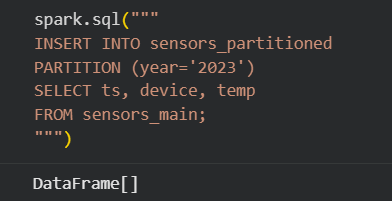 spark.sql("""
INSERT INTO sensors_partitioned
PARTITION (year='2023')
SELECT ts, device, temp
FROM sensors_main;
""")
DataFrame[]